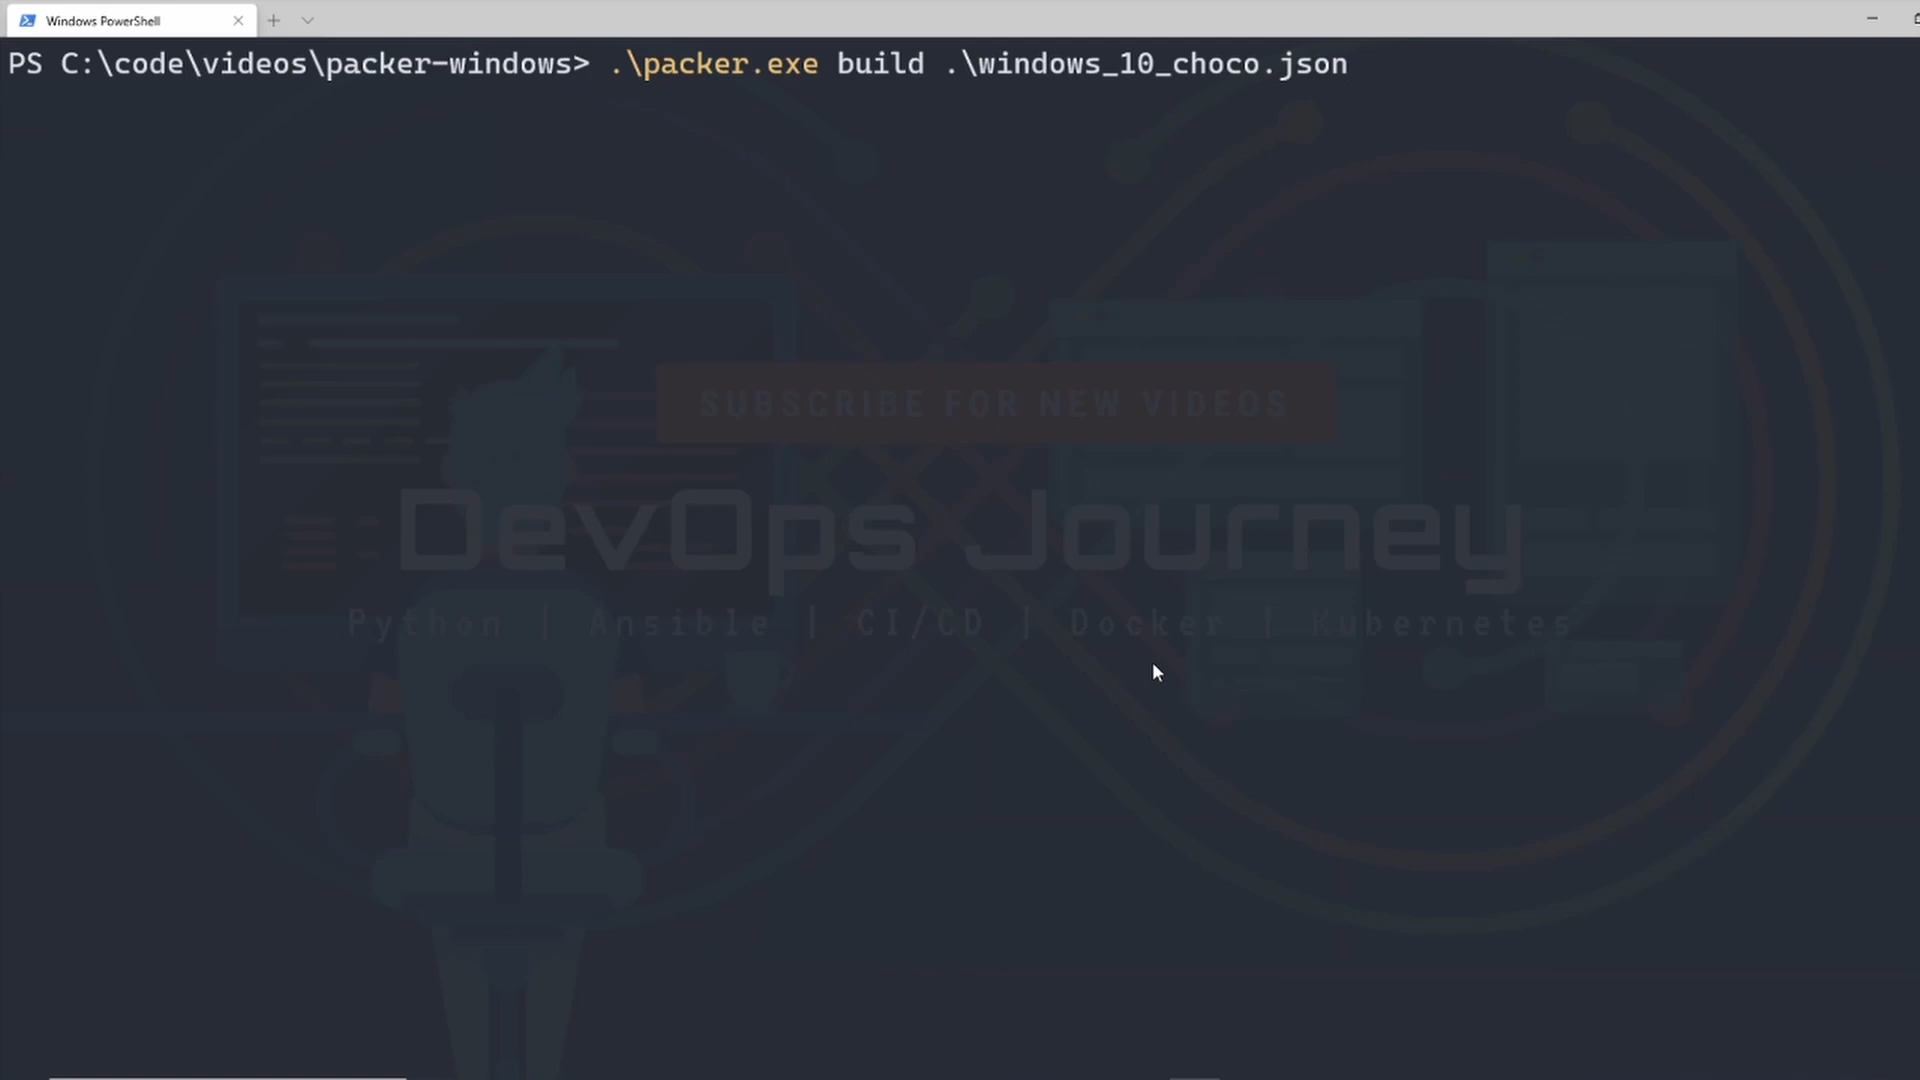 Windows PowerShell
PS C:\code\videos\packer-windows> .\packer.exe build .\windows_10_choco.json
SUBSCRIBE FOR NEW VIDEOS
DevOps Journey
Python | Ansible | CI/CD | Docker | Kubernetes